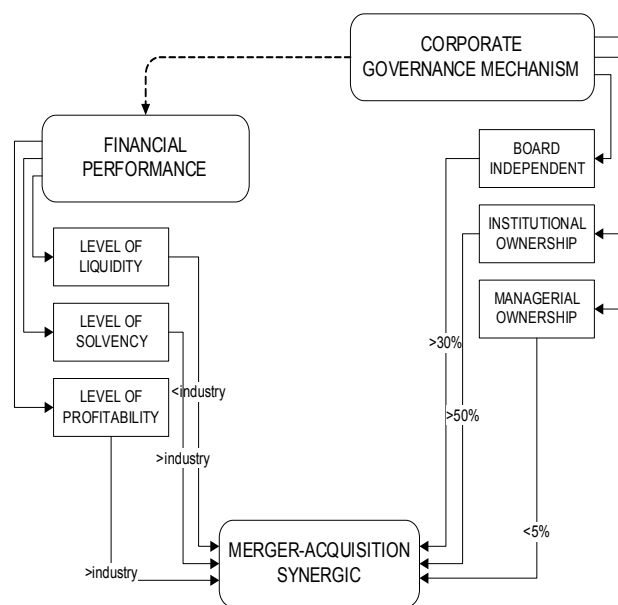 CORPORATE
GOVERNANCE MECHANISM
FINANCIAL
PERFORMANCE
BOARD
INDEPENDENT
INSTITUTIONAL
OWNERSHIP
LEVEL OF
LIQUIDITY
MANAGERIAL
OWNERSHIP
LEVEL OF
SOLVENCY
>30%
LEVEL OF
PROFITABILITY
<industry
>50%
>industry
<5%
>industry
MERGER-ACQUISITION
SYNERGIC